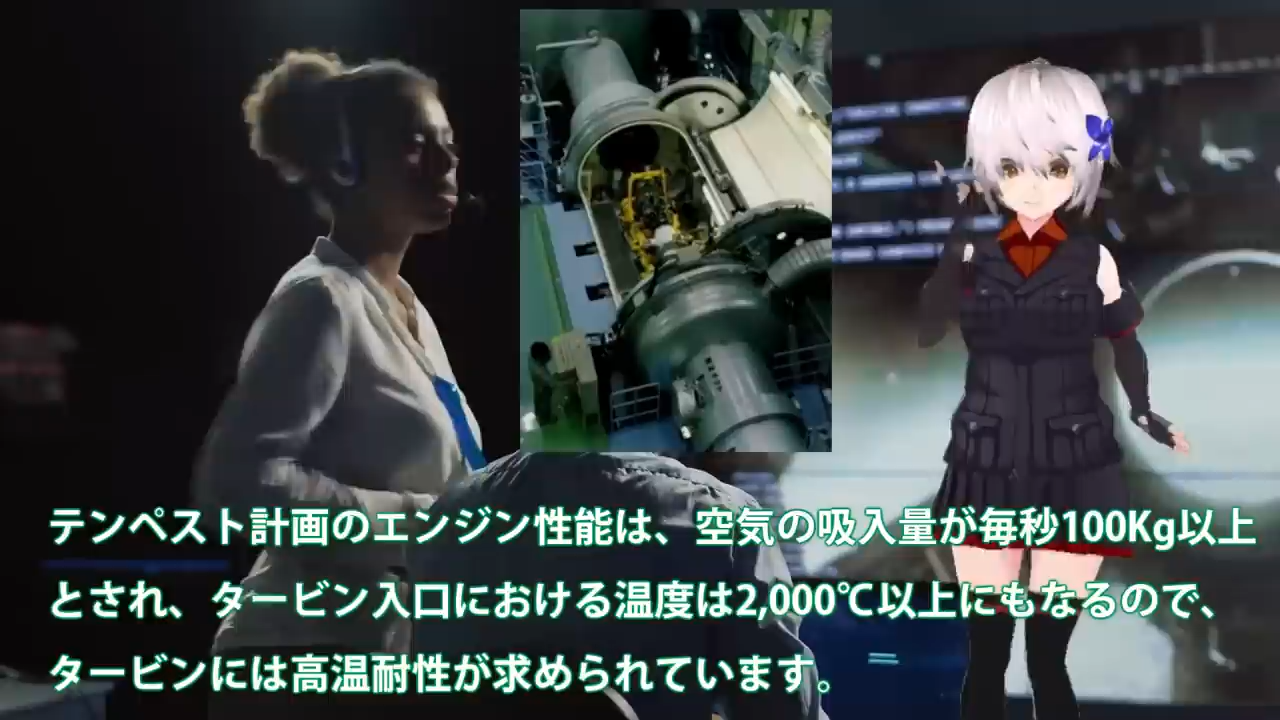 テンペスト計画のエンジン性能は、空気の吸入量が毎秒100Kg以上
とされ、タービン入口における温度は2,000℃以上にもなるので、
タービンには高温耐性が求められています。